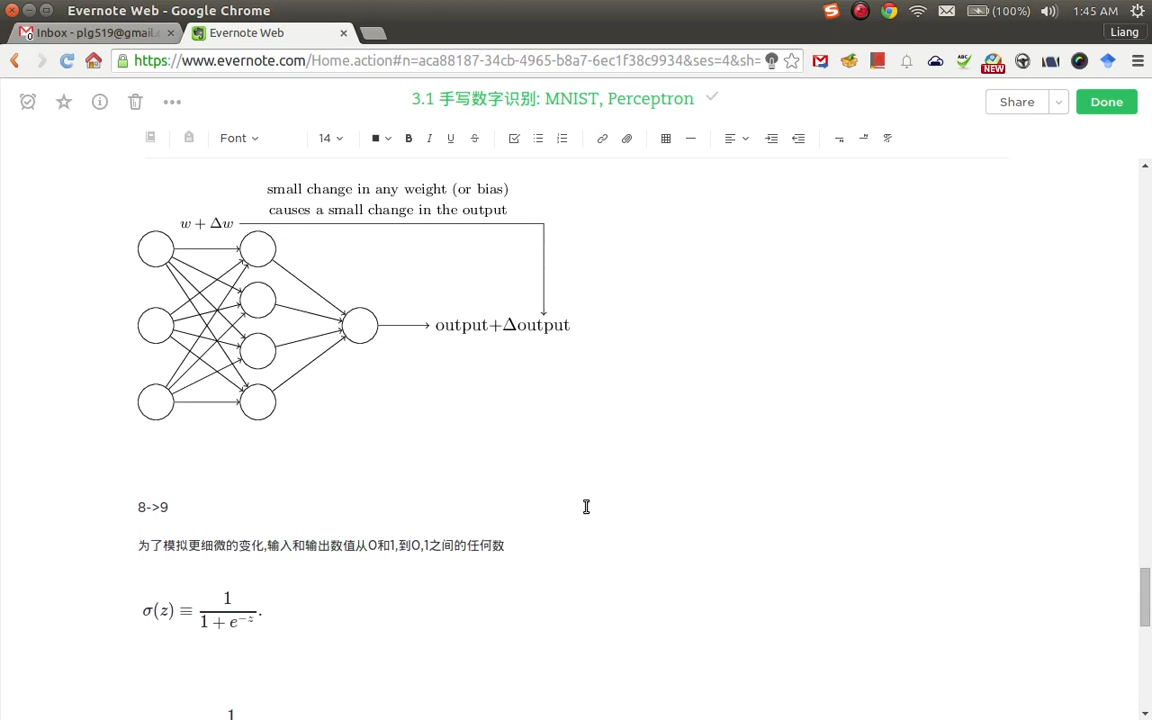 Evernote Web - Google Chrome
(100%)
1:45 AM
Inbox - plg519@gmail.
Evernote Web
Liang
https://www.evernote.com/Home.action#n=aca88187-34cb-4965-b8a7-6ec1f38c9934&ses=4&sh=
NEW
3.1 手写数字识别: MNIST, Perceptron
Share
Done
Font
14
B
I
U
small change in any weight (or bias)
causes a small change in the output
w + Δw
output+Δoutput
8->9
为了模拟更细微的变化,输入和输出数值从0和1,到0,1之间的任何数
σ(z) ≡ 1 / (1 + e^{−z}).
1